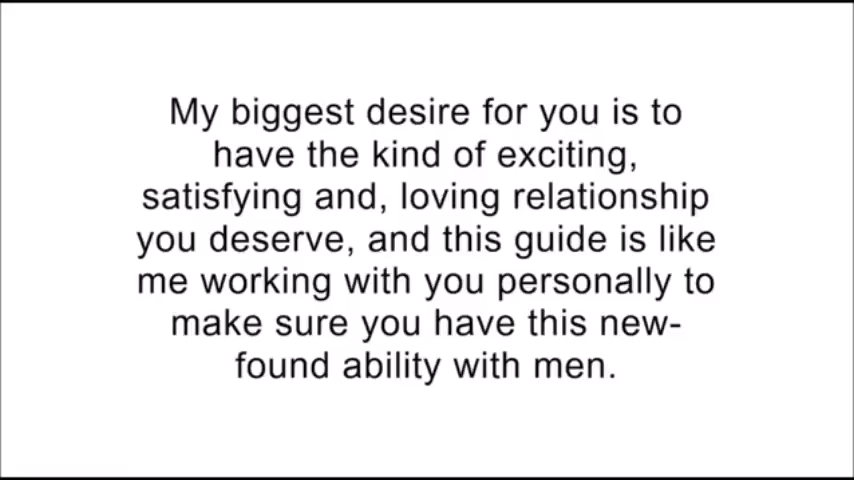 My biggest desire for you is to
have the kind of exciting,
satisfying and, loving relationship
you deserve, and this guide is like
me working with you personally to
make sure you have this new-
found ability with men.